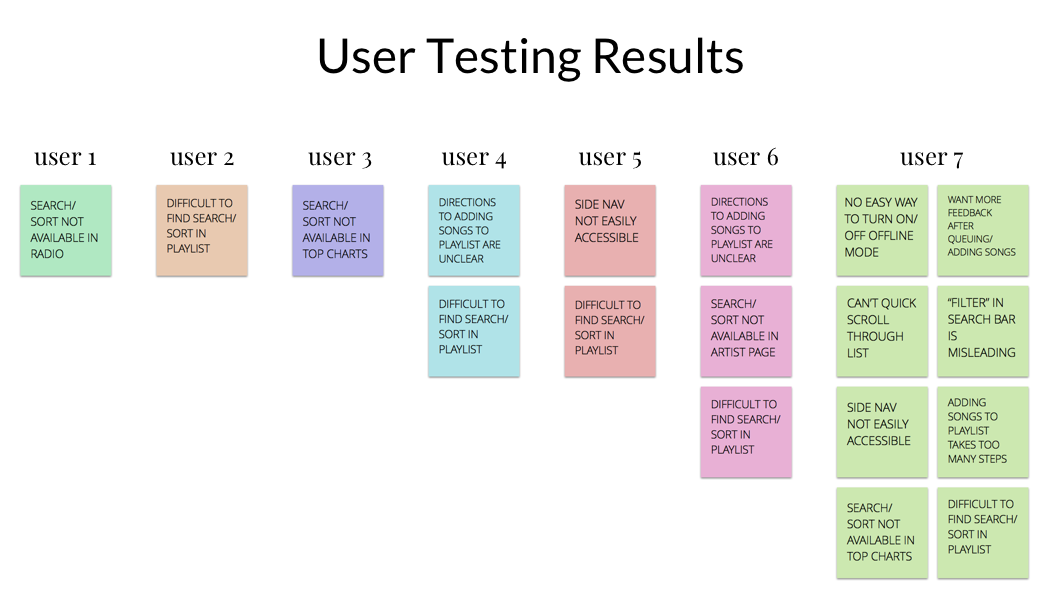 User Testing Results
user 1
SEARCH/
SORT NOT
AVAILABLE IN
RADIO
user 2
DIFFICULT TO
FIND SEARCH/
SORT IN
PLAYLIST
user 3
SEARCH/
SORT NOT
AVAILABLE IN
TOP CHARTS
user 4
DIRECTIONS
TO ADDING
SONGS TO
PLAYLIST ARE
UNCLEAR
DIFFICULT TO
FIND SEARCH/
SORT IN
PLAYLIST
user 5
SIDE NAV
NOT EASILY
ACCESSIBLE
DIFFICULT TO
FIND SEARCH/
SORT IN
PLAYLIST
user 6
DIRECTIONS
TO ADDING
SONGS TO
PLAYLIST ARE
UNCLEAR
SEARCH/
SORT NOT
AVAILABLE IN
ARTIST PAGE
DIFFICULT TO
FIND SEARCH/
SORT IN
PLAYLIST
user 7
NO EASY WAY
TO TURN ON/
OFF OFFLINE
MODE
WANT MORE
FEEDBACK
AFTER
QUEUING/
ADDING SONGS
CAN'T QUICK
SCROLL
THROUGH
LIST
“FILTER” IN
SEARCH BAR
IS
MISLEADING
SIDE NAV
NOT EASILY
ACCESSIBLE
ADDING
SONGS TO
PLAYLIST
TAKES TOO
MANY STEPS
SEARCH/
SORT NOT
AVAILABLE IN
TOP CHARTS
DIFFICULT TO
FIND SEARCH/
SORT IN
PLAYLIST